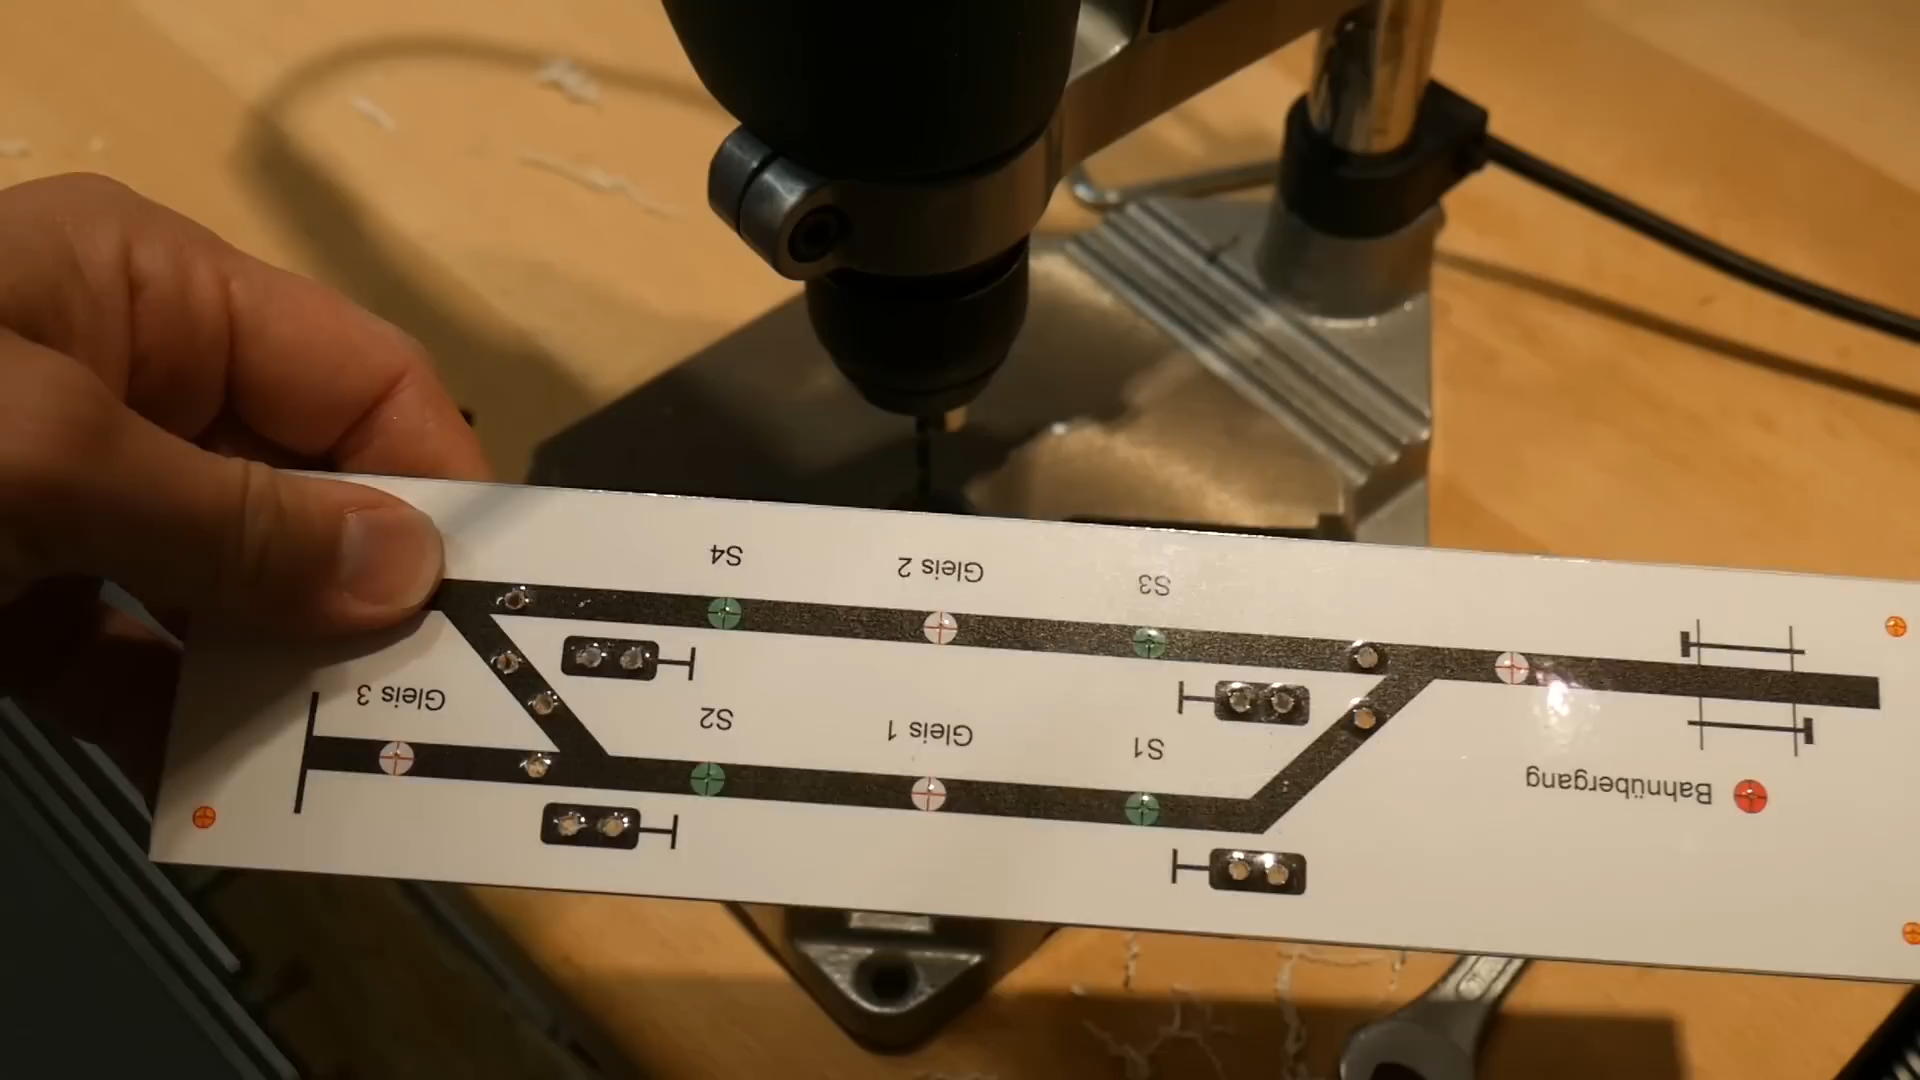 Bahnübergang
S1
Gleis 1
S2
Gleis 3
S3
Gleis 2
S4